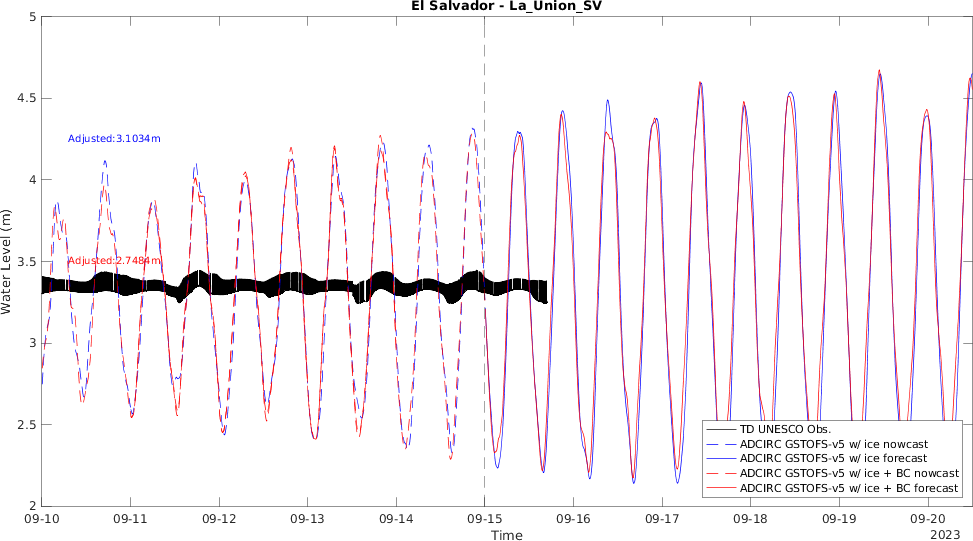 El Salvador - La_Union_SV
5
4.5
4
3.5
3
2.5
2
Water Level (m)
Adjusted:3.1034m
Adjusted:2.7484m
TD UNESCO Obs.
ADCIRC GSTOFS-v5 w/ ice nowcast
ADCIRC GSTOFS-v5 w/ ice forecast
ADCIRC GSTOFS-v5 w/ ice + BC nowcast
ADCIRC GSTOFS-v5 w/ ice + BC forecast
09-10 09-11 09-12 09-13 09-14 09-15 09-16 09-17 09-18 09-19 09-20
Time
2023